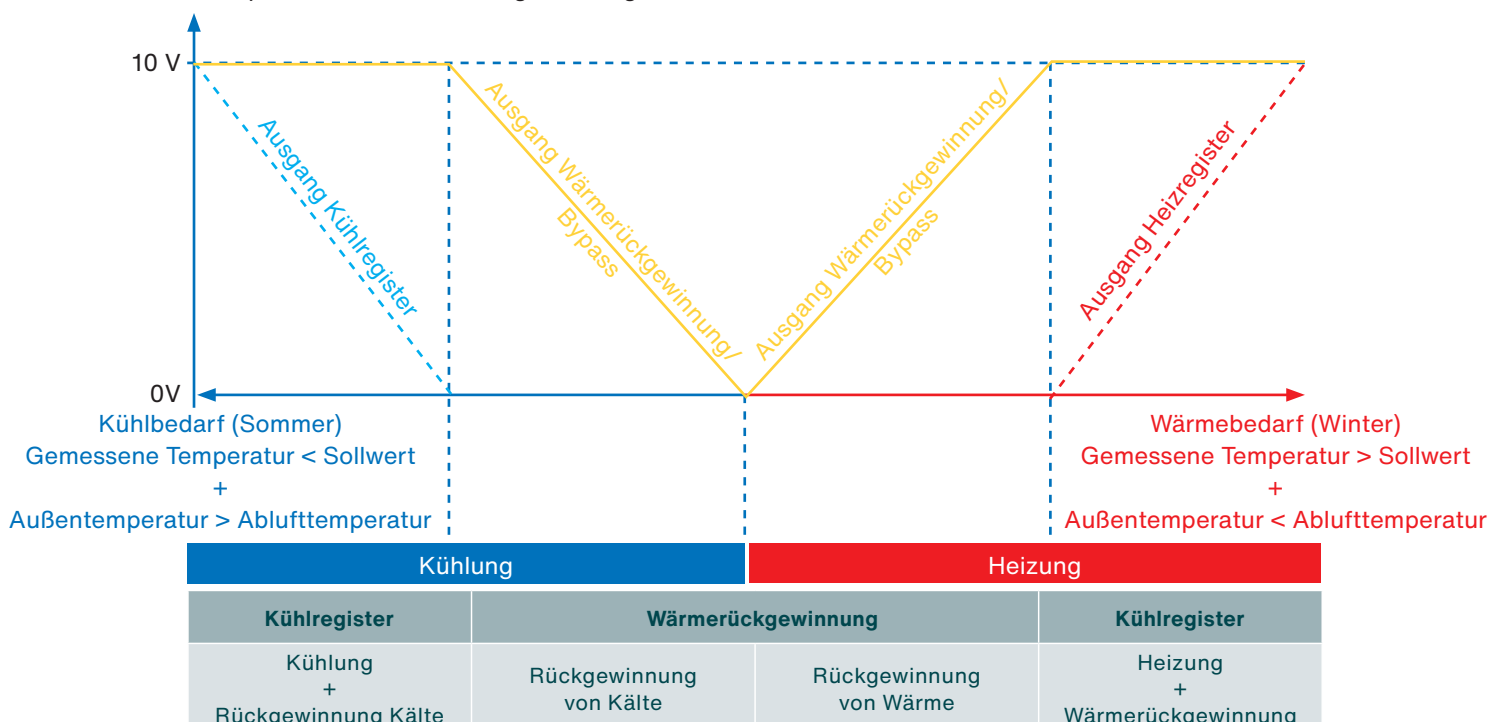 10 V
Ausgang Kühlregister
Ausgang Wärmerückgewinnung/
Bypass
Ausgang Wärmerückgewinnung/
Bypass
Ausgang Heizregister
0V
Kühlbedarf (Sommer)
Gemessene Temperatur < Sollwert
+
Außentemperatur > Ablufttemperatur
Wärmebedarf (Winter)
Gemessene Temperatur > Sollwert
+
Außentemperatur < Ablufttemperatur
Kühlung
Heizung
Kühlregister
Wärmerückgewinnung
Kühlregister
Kühlung
+
Rückgewinnung Kälte
Rückgewinnung
von Kälte
Rückgewinnung
von Wärme
Heizung
+
Wärmerückgewinnung